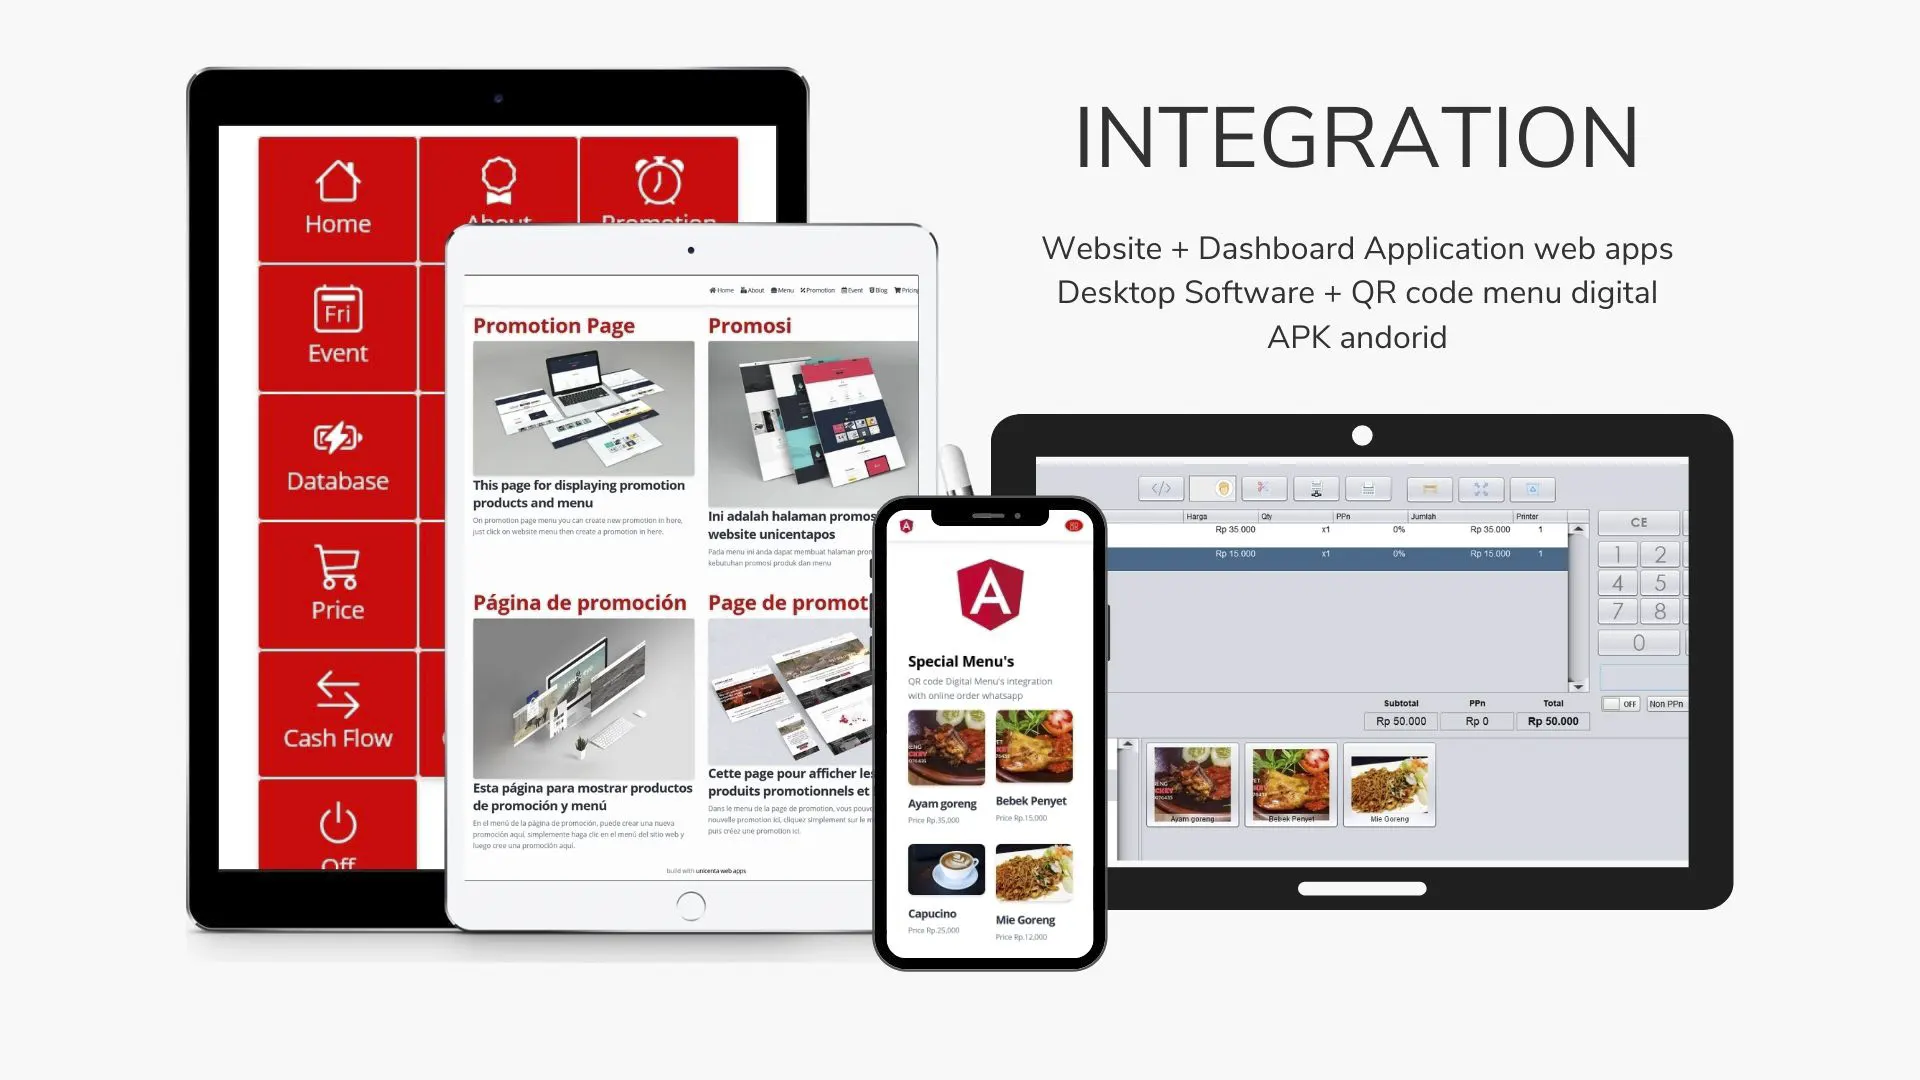 INTEGRATION
Website + Dashboard Application web apps
Desktop Software + QR code menu digital
APK andorid
Home
About
Promotion
Fri
Event
Database
Price
Cash Flow
Off
Home About Menu Promotion Event Blog Pricing
Promotion Page
This page for displaying promotion
products and menu
On promotion page menu you can create new promotion in here,
just click on website menu then create a promotion in here.
Promosi
Ini adalah halaman promos
website unicentapos
Pada menu ini anda dapat membuat halaman pro
kebutuhan promosi produk dan menu
Página de promoción
Esta página para mostrar productos
de promoción y menú
En el menú de la página de promoción, puede crear una nueva
promoción aquí, simplemente haga clic en el menú del sitio web y
luego cree una promoción aquí.
Page de promot
Cette page pour afficher les
produits promotionnels et
Dans le menu de la page de promotion, vous pouve
nouvelle promotion ici, cliquez simplement sur le m
puis créez une promotion ici.
build with unicenta web apps
A
Special Menu's
QR code Digital Menu's integration
with online order whatsapp
Ayam goreng
Price Rp.35,000
Bebek Penyet
Price Rp.15,000
Capucino
Price Rp.25,000
Mie Goreng
Price Rp.12,000
Harga Qty PPn Jumlah Printer
Rp 35.000 x1 0% Rp 35.000 1
Rp 15.000 x1 0% Rp 15.000 1
CE
1 2
4 5
7 8
0
Subtotal PPn Total
Rp 50.000 Rp 0 Rp 50.000
OFF Non PPn
Ayam goreng
Bebek Penyet
Mie Goreng